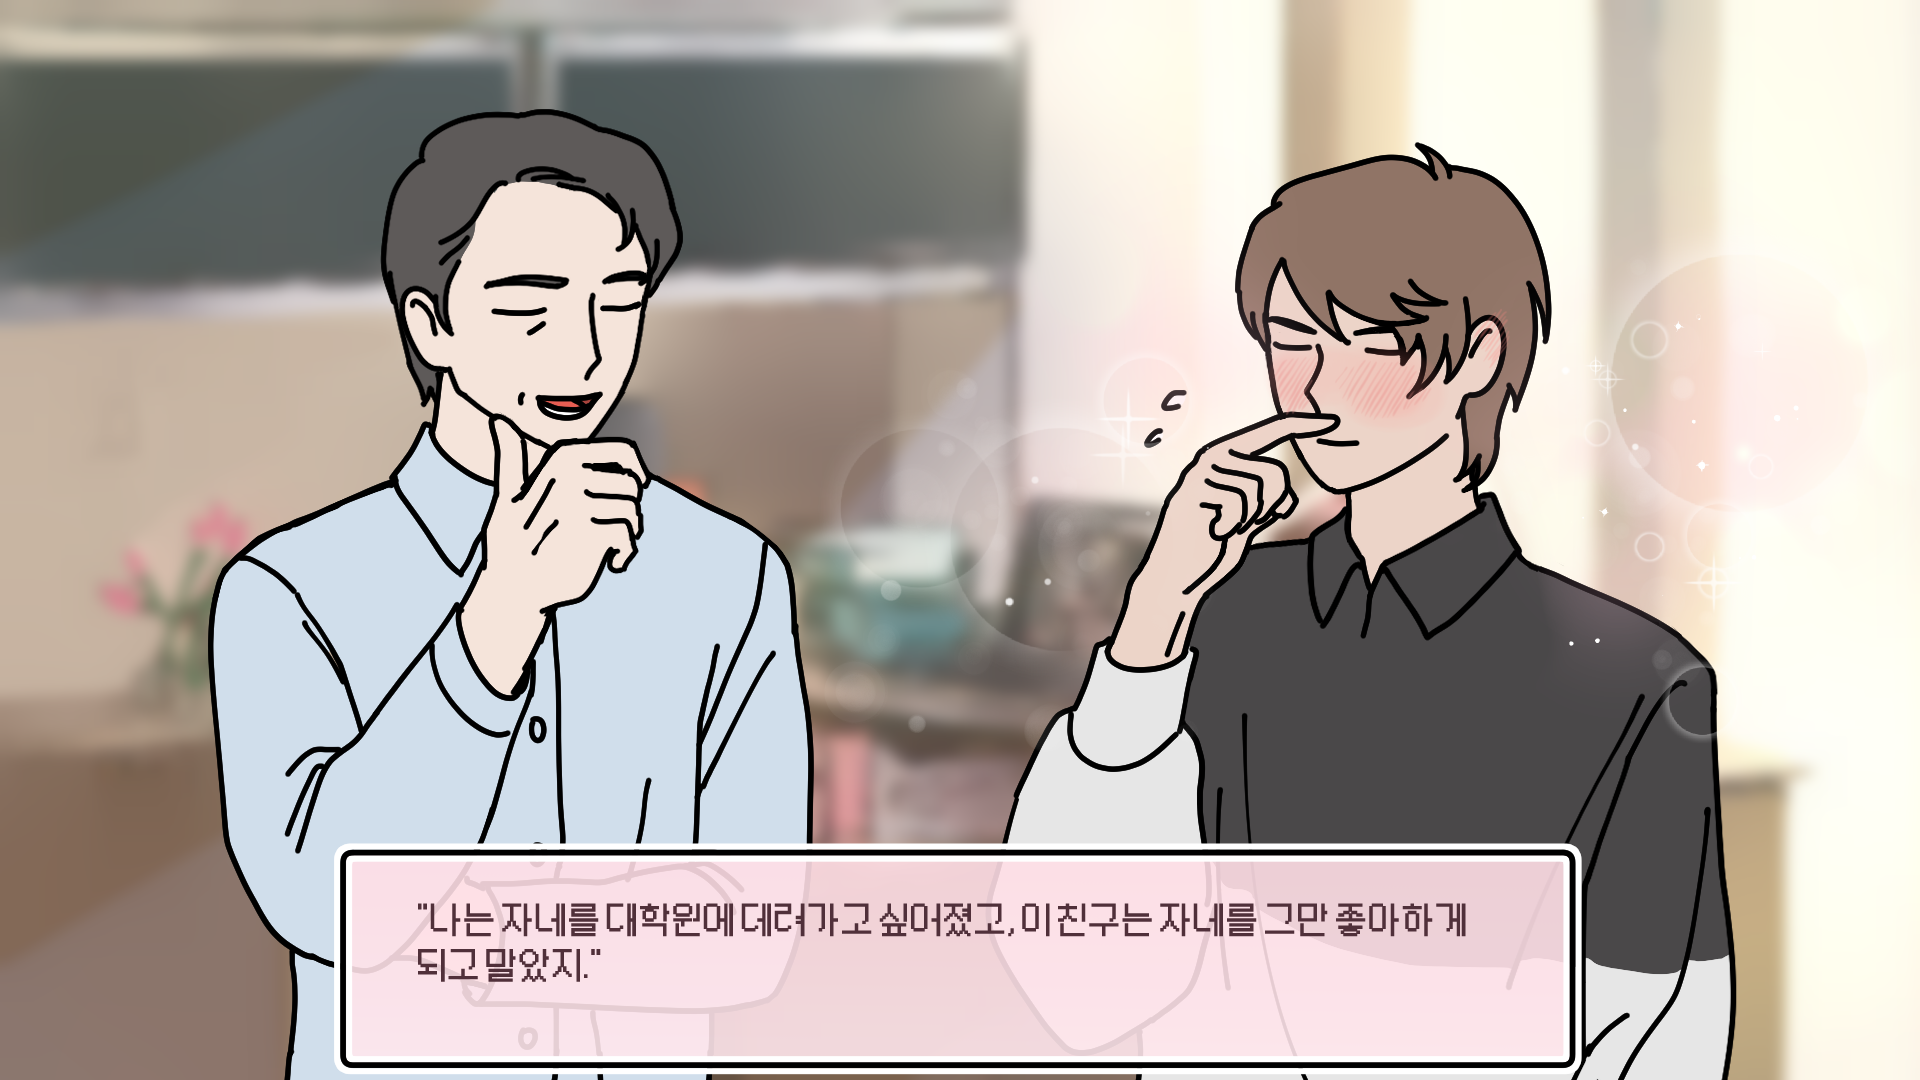 "나는 자네를 대학원에 데려가고 싶어졌고, 이 친구는 자네를 그만 좋아하게
되고 말았지."